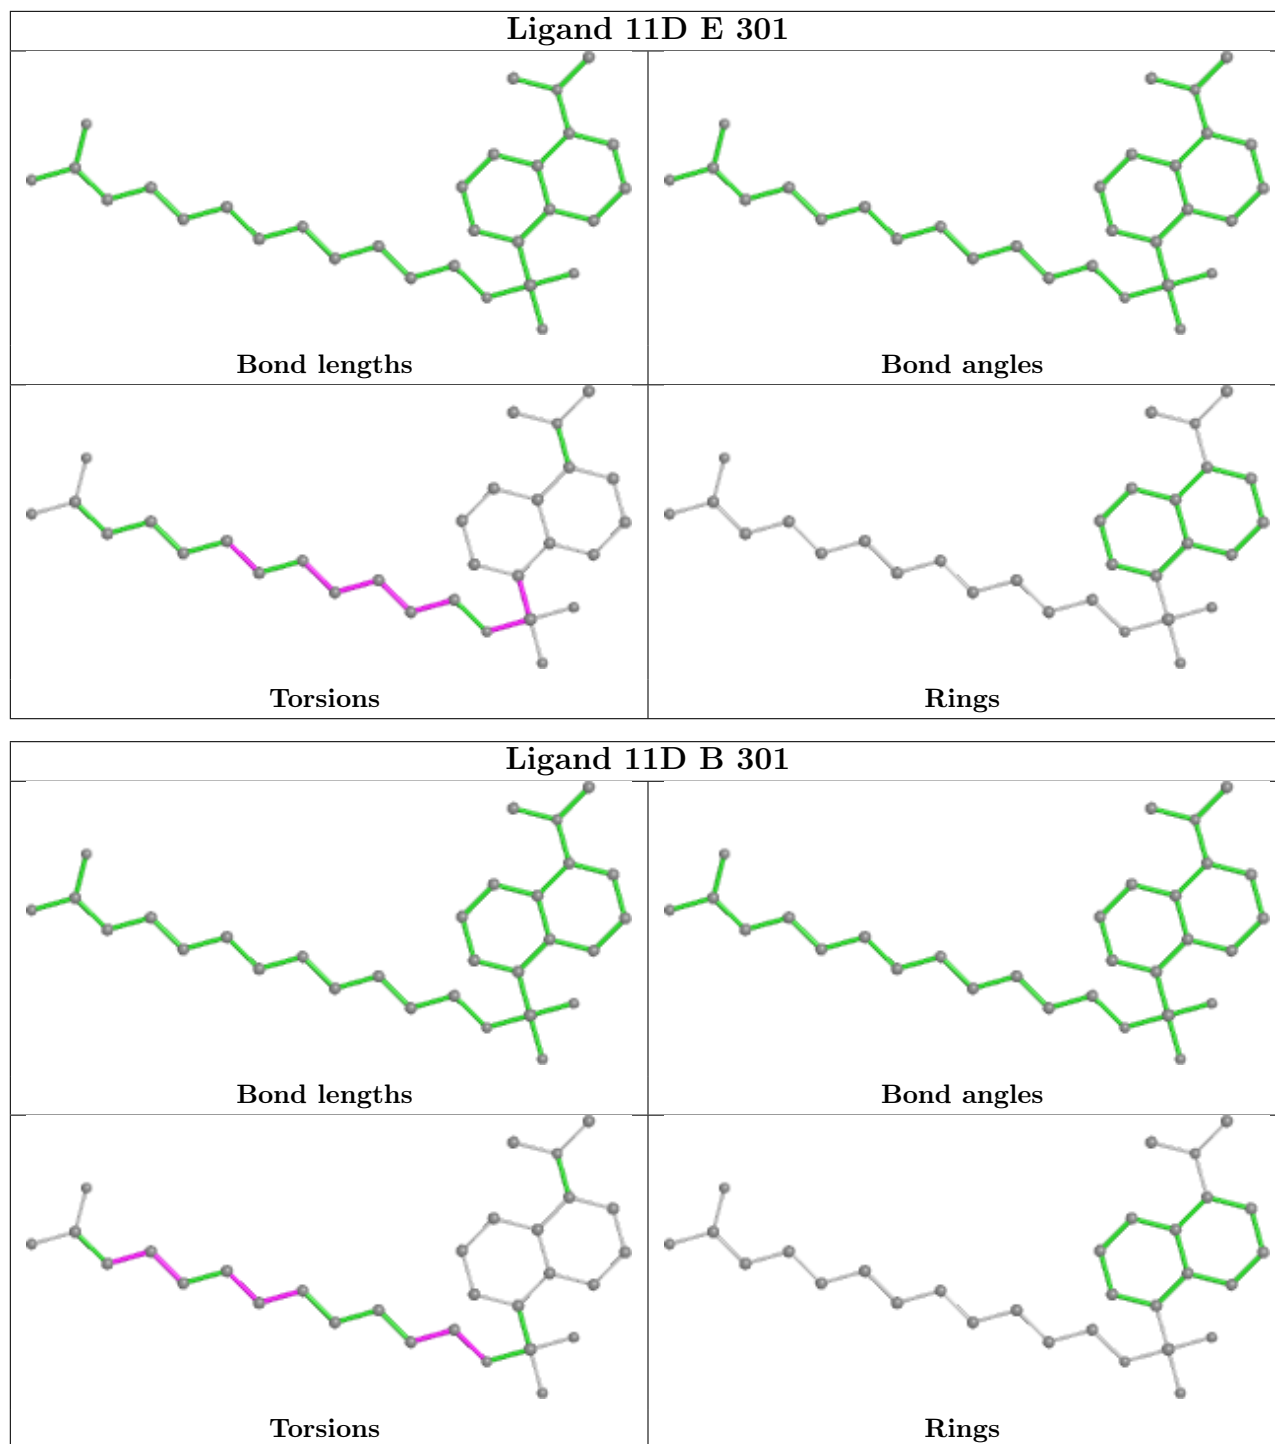 Ligand 11D E 301
Bond lengths
Bond angles
Torsions
Rings
Ligand 11D B 301
Bond lengths
Bond angles
Torsions
Rings